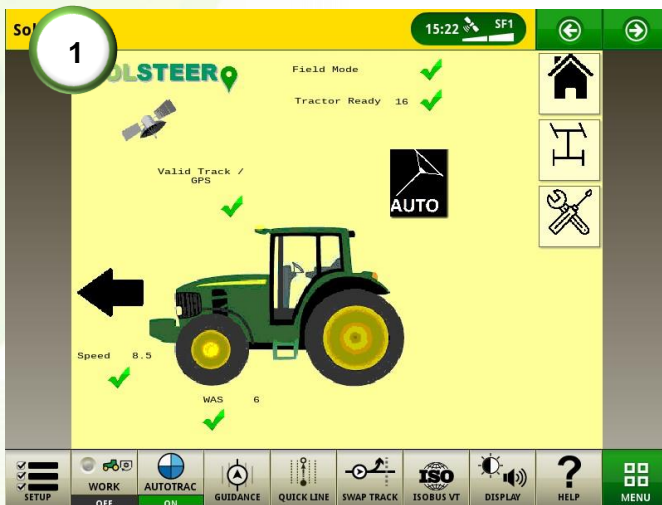 Sol
1
15:22
SF1
OLSTEER
Field Mode
Tractor Ready 16
Valid Track /
GPS
AUTO
Speed 8.5
WAS 6
SETUP
WORK
OFF
AUTOTRAC
ON
GUIDANCE
QUICK LINE
SWAP TRACK
ISO
ISOBUS VT
DISPLAY
?
HELP
MENU